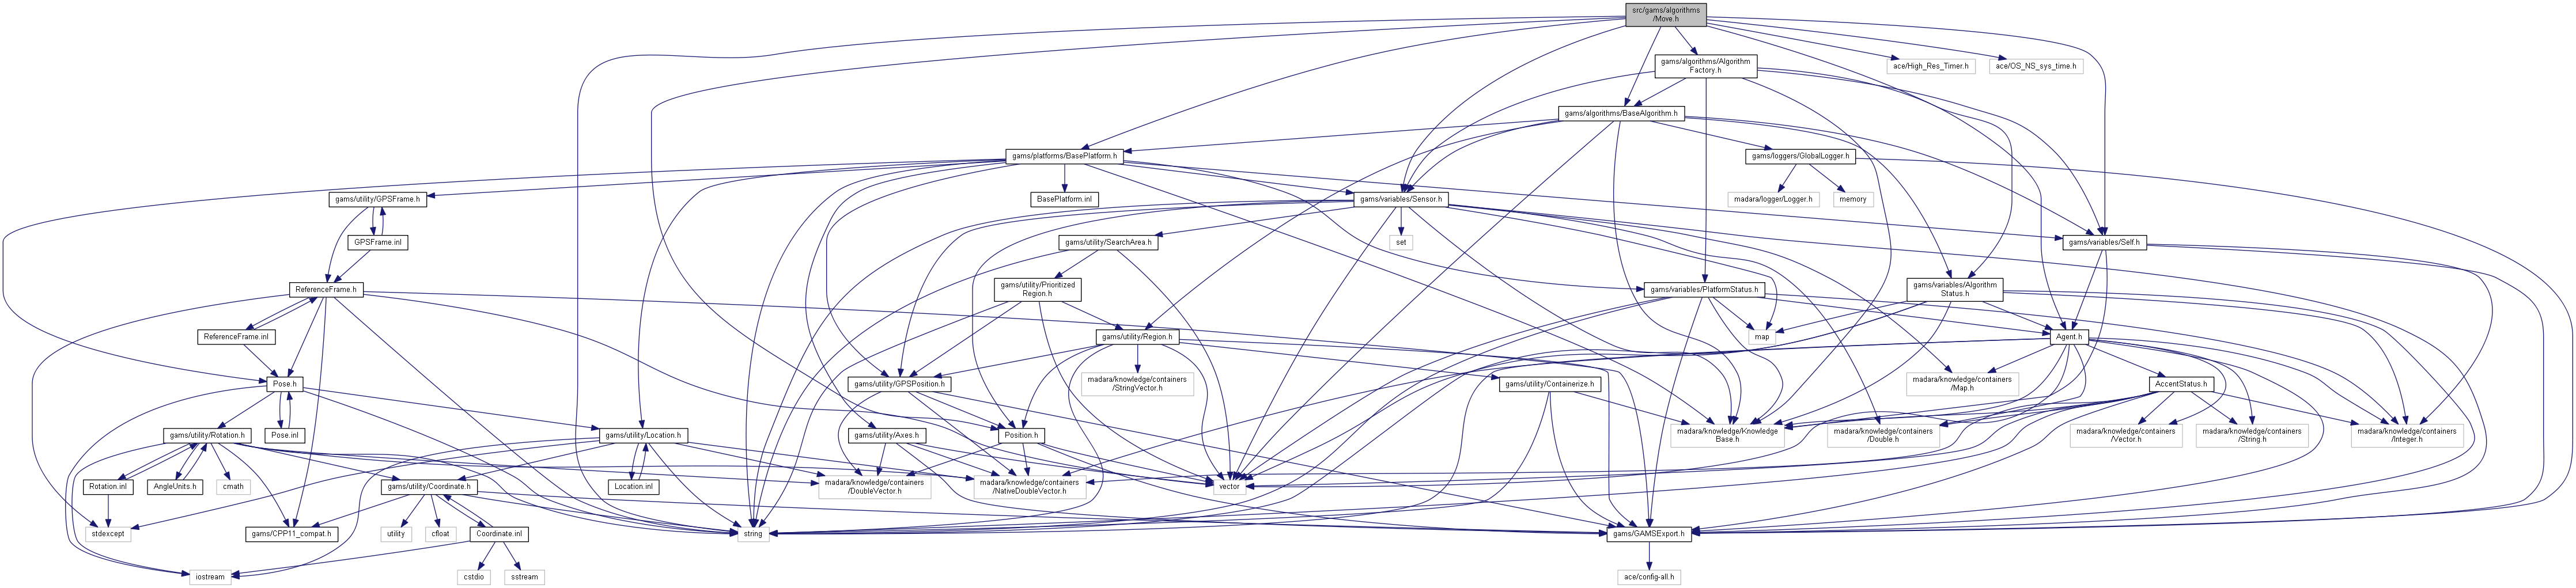 src/gams/algorithms
/Move.h
gams/algorithms/Algorithm
Factory.h
ace/High_Res_Timer.h
ace/OS_NS_sys_time.h
gams/algorithms/BaseAlgorithm.h
gams/platforms/BasePlatform.h
gams/loggers/GlobalLogger.h
gams/utility/GPSFrame.h
BasePlatform.inl
gams/variables/Sensor.h
madara/logger/Logger.h
memory
GPSFrame.inl
gams/utility/SearchArea.h
set
gams/variables/Self.h
ReferenceFrame.h
gams/utility/Prioritized
Region.h
gams/variables/PlatformStatus.h
gams/variables/Algorithm
Status.h
ReferenceFrame.inl
gams/utility/Region.h
map
Agent.h
Pose.h
gams/utility/GPSPosition.h
madara/knowledge/containers
/StringVector.h
gams/utility/Containerize.h
madara/knowledge/containers
/Map.h
AccentStatus.h
gams/utility/Rotation.h
Pose.inl
gams/utility/Location.h
gams/utility/Axes.h
Position.h
madara/knowledge/Knowledge
Base.h
madara/knowledge/containers
/Double.h
madara/knowledge/containers
/Vector.h
madara/knowledge/containers
/String.h
madara/knowledge/containers
/Integer.h
Rotation.inl
AngleUnits.h
cmath
gams/utility/Coordinate.h
Location.inl
madara/knowledge/containers
/DoubleVector.h
madara/knowledge/containers
/NativeDoubleVector.h
vector
stdexcept
gams/CPP11_compat.h
utility
cfloat
Coordinate.inl
string
gams/GAMSExport.h
iostream
cstdio
sstream
ace/config-all.h